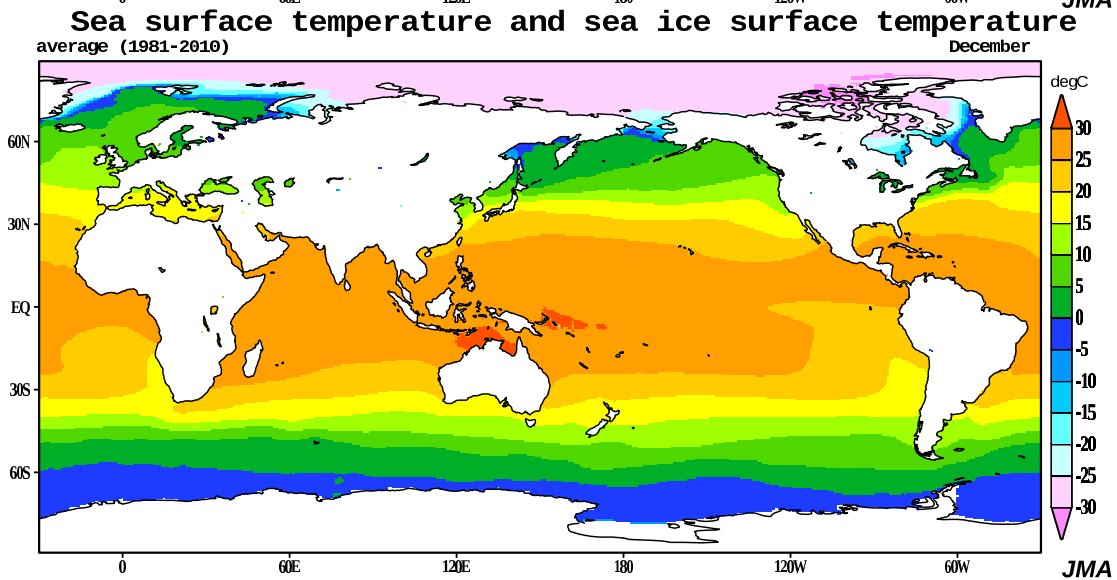 JMA
Sea surface temperature and sea ice surface temperature
average (1981-2010)
December
degC
30
25
20
15
10
5
0
-5
-10
-15
-20
-25
-30
60N
30N
EQ
30S
60S
0
60E
120E
180
120W
60W
JMA